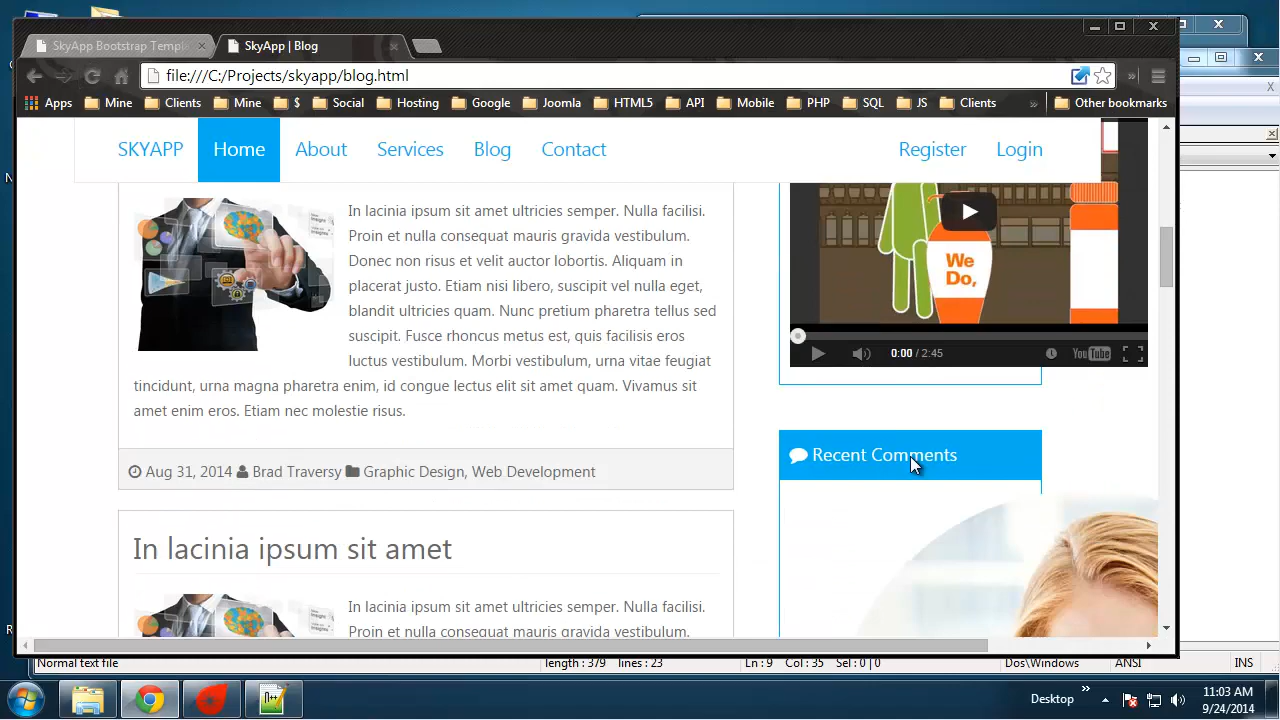 SkyApp Bootstrap Templ
SkyApp | Blog
file:///C:/Projects/skyapp/blog.html
Apps Mine Clients Mine $ Social Hosting Google Joomla HTML5 API Mobile PHP SQL JS Clients » Other bookmarks
SKYAPP Home About Services Blog Contact Register Login
In lacinia ipsum sit amet ultricies semper. Nulla facilisi.
Proin et nulla consequat mauris gravida vestibulum.
Donec non risus et velit auctor lobortis. Aliquam in
placerat justo. Etiam nisi libero, suscipit vel nulla eget,
blandit ultricies quam. Nunc pretium pharetra tellus sed
suscipit. Fusce rhoncus metus est, quis facilisis eros
luctus vestibulum. Morbi vestibulum, urna vitae feugiat
tincidunt, urna magna pharetra enim, id congue lectus elit sit amet quam. Vivamus sit
amet enim eros. Etiam nec molestie risus.
Aug 31, 2014 Brad Traversy Graphic Design, Web Development
We
Do,
0:00 / 2:45 YouTube
Recent Comments
In lacinia ipsum sit amet
In lacinia ipsum sit amet ultricies semper. Nulla facilisi.
Proin et nulla consequat mauris gravida vestibulum.
Normal text file length : 379 lines : 23 Ln : 9 Col : 35 Sel : 0 | 0 Dos\Windows ANSI INS
Desktop » 11:03 AM
9/24/2014